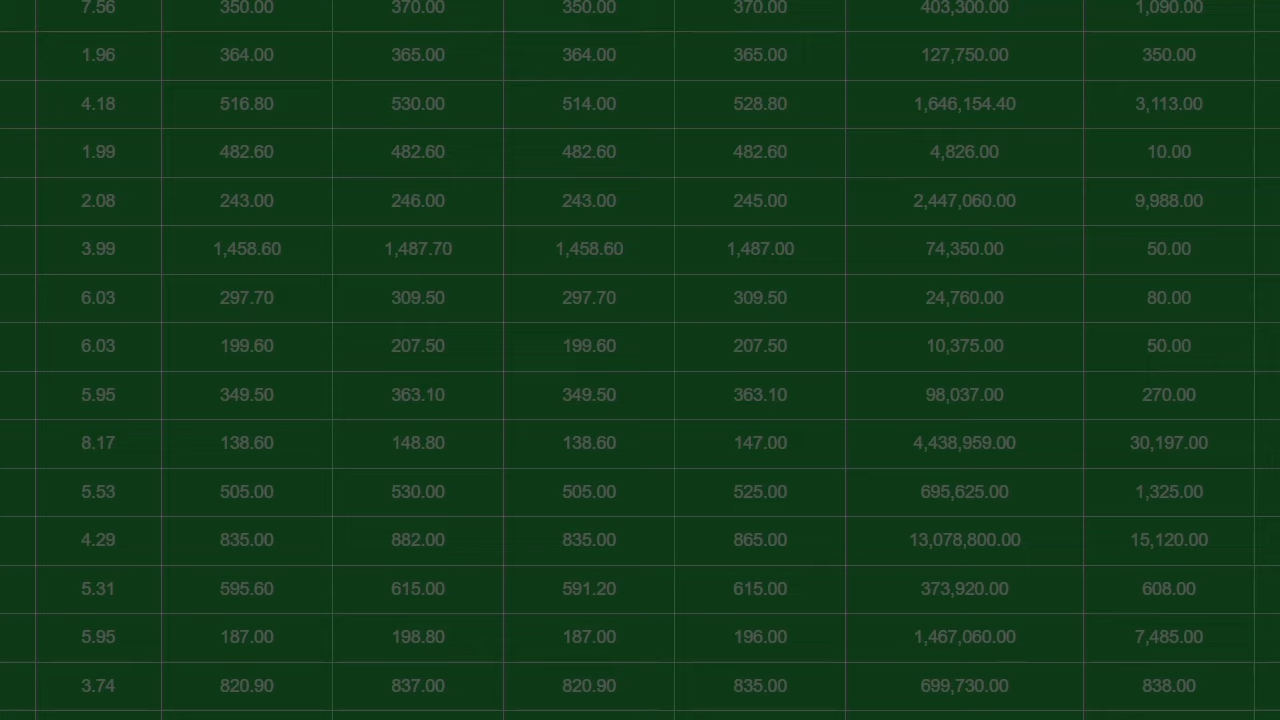 7.56 350.00 370.00 350.00 370.00 403,300.00 1,090.00
1.96 364.00 365.00 364.00 365.00 127,750.00 350.00
4.18 516.80 530.00 514.00 528.80 1,646,154.40 3,113.00
1.99 482.60 482.60 482.60 482.60 4,826.00 10.00
2.08 243.00 246.00 243.00 245.00 2,447,060.00 9,988.00
3.99 1,458.60 1,487.70 1,458.60 1,487.00 74,350.00 50.00
6.03 297.70 309.50 297.70 309.50 24,760.00 80.00
6.03 199.60 207.50 199.60 207.50 10,375.00 50.00
5.95 349.50 363.10 349.50 363.10 98,037.00 270.00
8.17 138.60 148.80 138.60 147.00 4,438,959.00 30,197.00
5.53 505.00 530.00 505.00 525.00 695,625.00 1,325.00
4.29 835.00 882.00 835.00 865.00 13,078,800.00 15,120.00
5.31 595.60 615.00 591.20 615.00 373,920.00 608.00
5.95 187.00 198.80 187.00 196.00 1,467,060.00 7,485.00
3.74 820.90 837.00 820.90 835.00 699,730.00 838.00